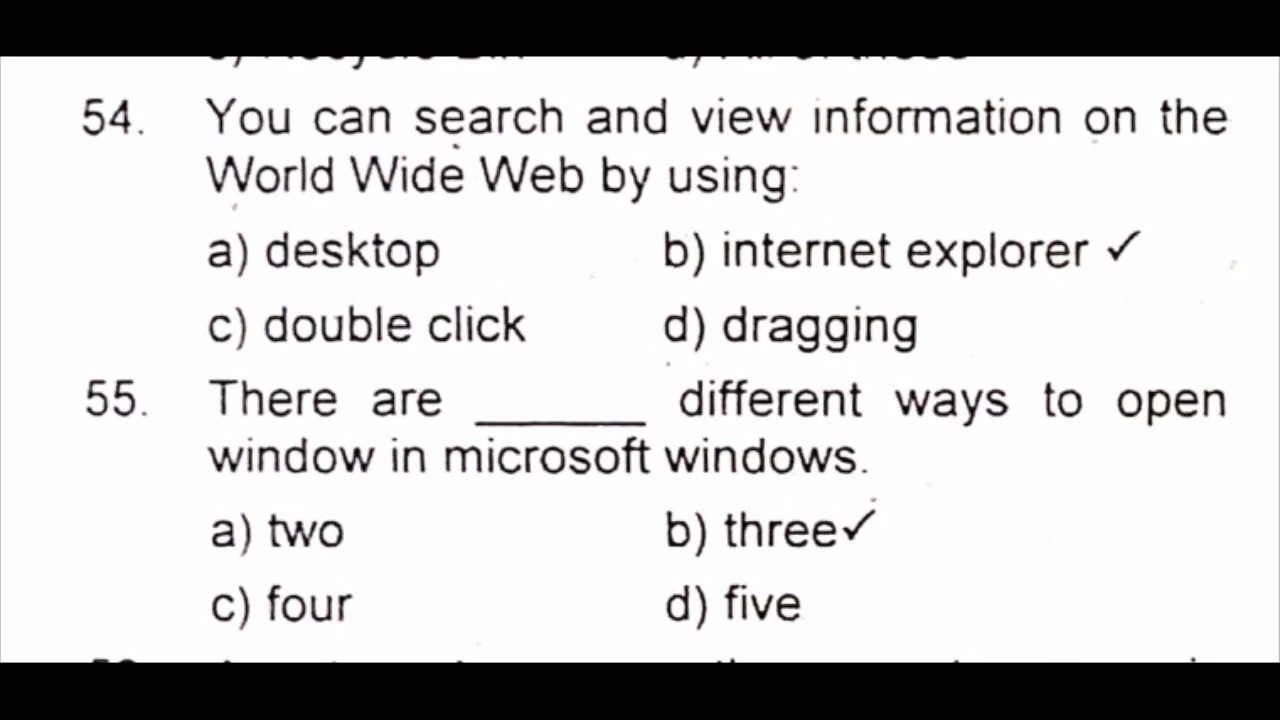 54. You can search and view information on the
World Wide Web by using:
a) desktop b) internet explorer ✓
c) double click d) dragging
55. There are ______ different ways to open
window in microsoft windows.
a) two b) three✓
c) four d) five